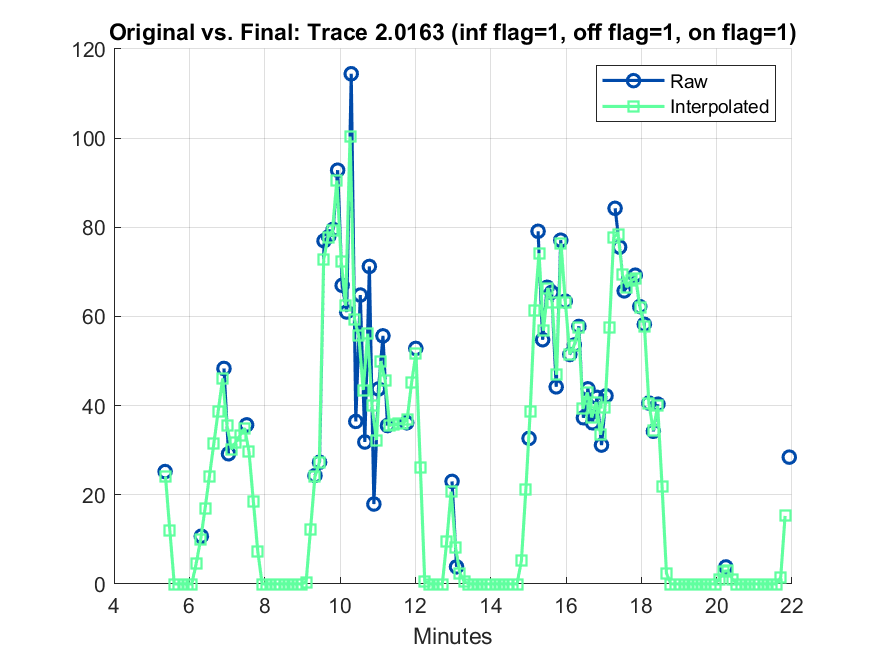 Original vs. Final: Trace 2.0163 (inf flag=1, off flag=1, on flag=1)
120
100
80
60
40
20
0
Raw
Interpolated
4 6 8 10 12 14 16 18 20 22
Minutes